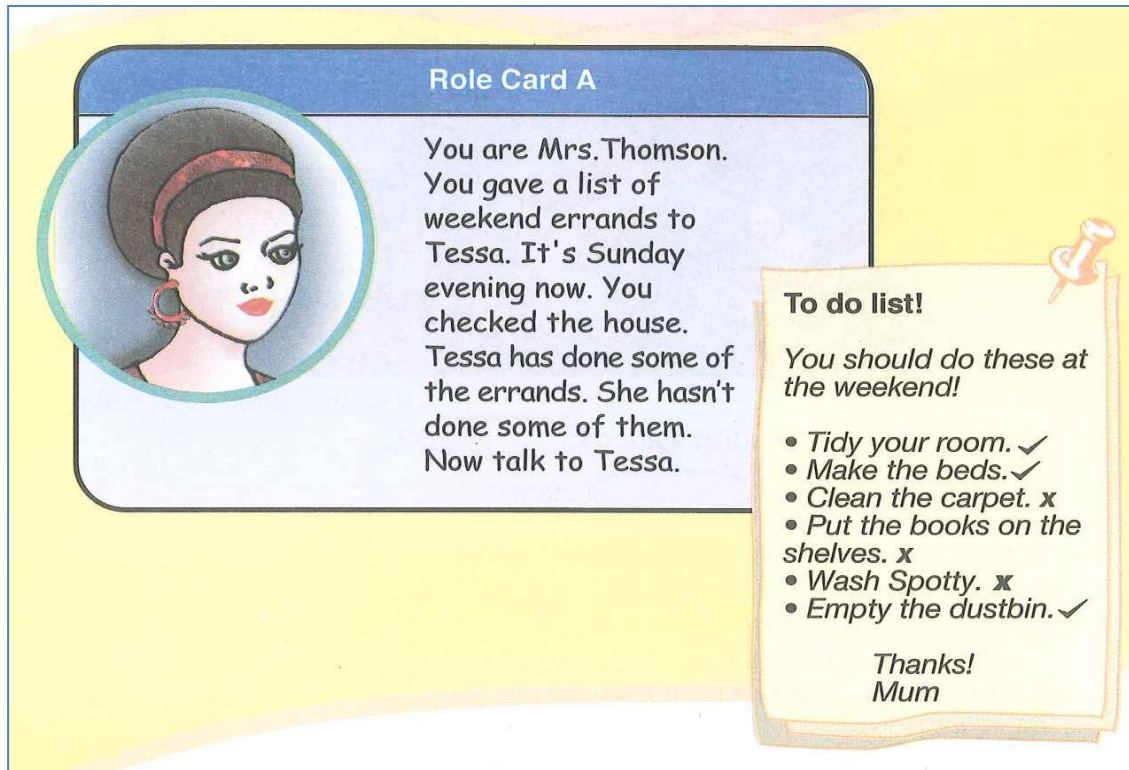 Role Card A
You are Mrs.Thomson.
You gave a list of
weekend errands to
Tessa. It's Sunday
evening now. You
checked the house.
Tessa has done some of
the errands. She hasn't
done some of them.
Now talk to Tessa.
To do list!
You should do these at
the weekend!
• Tidy your room. ✓
• Make the beds. ✓
• Clean the carpet. x
• Put the books on the
shelves. x
• Wash Spotty. x
• Empty the dustbin. ✓
Thanks!
Mum